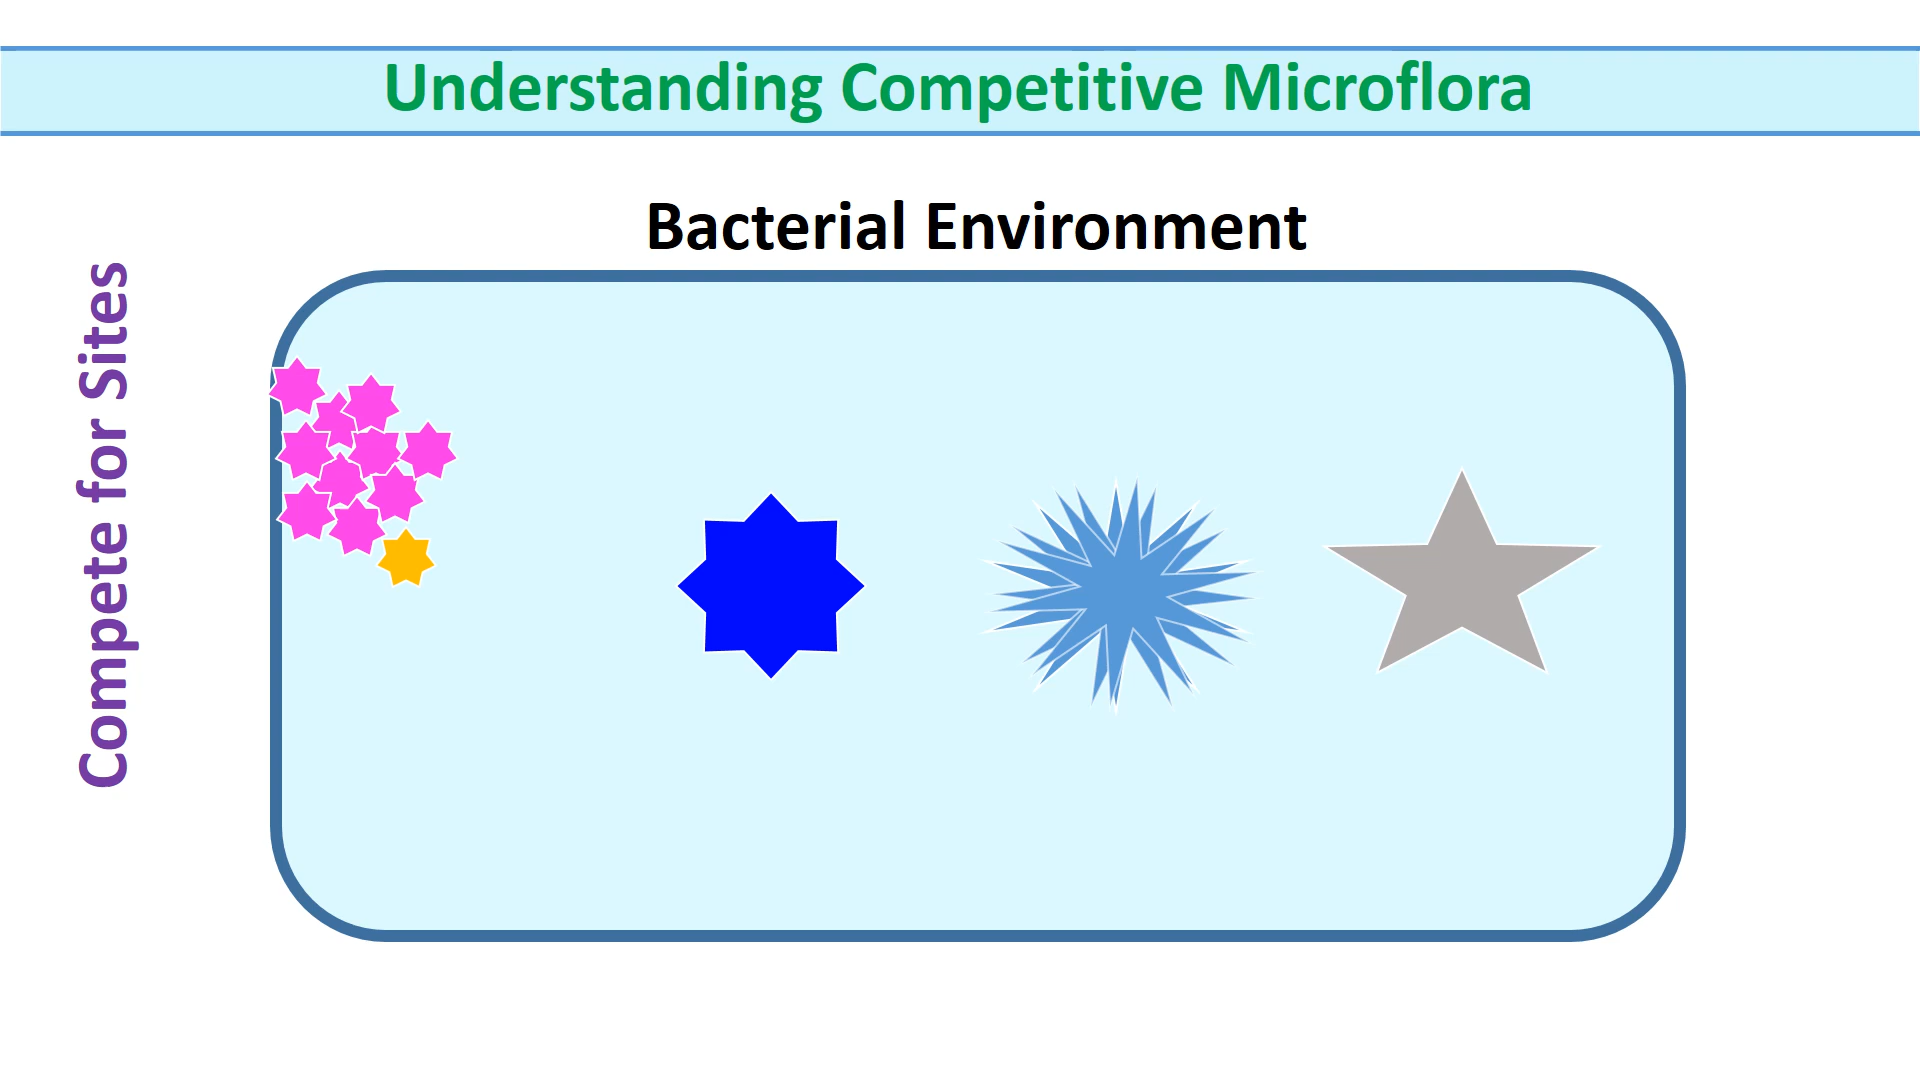 Understanding Competitive Microflora
Bacterial Environment
Compete for Sites